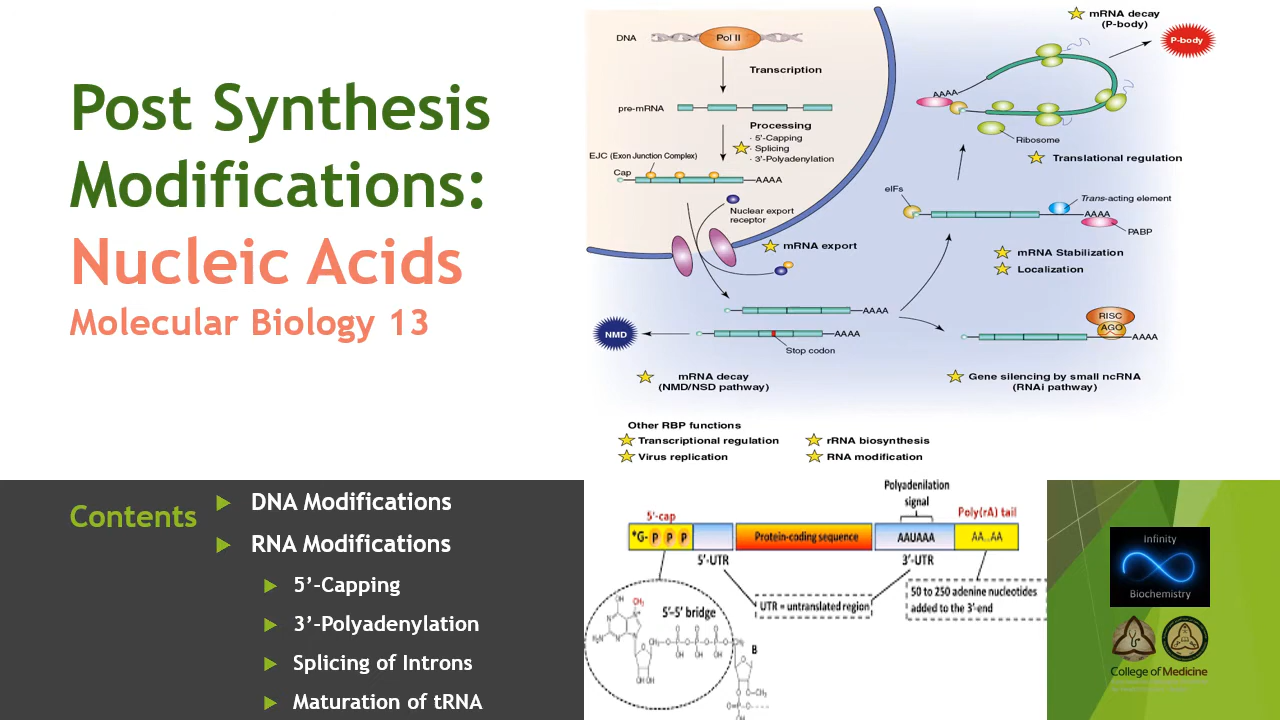 Post Synthesis
Modifications:
Nucleic Acids
Molecular Biology 13
Contents
DNA Modifications
RNA Modifications
5’-Capping
3’-Polyadenylation
Splicing of Introns
Maturation of tRNA
DNA
Pol II
Transcription
pre-mRNA
Processing
· 5'-Capping
· Splicing
· 3'-Polyadenylation
EJC (Exon Junction Complex)
Cap
AAAA
Nuclear export
receptor
mRNA export
AAAA
NMD
AAAA
Stop codon
mRNA decay
(NMD/NSD pathway)
mRNA decay
(P-body)
P-body
AAAA
Ribosome
Translational regulation
eIFs
Trans-acting element
AAAA
PABP
mRNA Stabilization
Localization
RISC
AGO
AAAA
Gene silencing by small ncRNA
(RNAi pathway)
Other RBP functions
Transcriptional regulation
rRNA biosynthesis
Virus replication
RNA modification
Polyadenilation
signal
5'-cap
Poly(rA) tail
*G- P P P
Protein-coding sequence
AAUAAA
AA...AA
5'-UTR
3'-UTR
UTR = untranslated region
50 to 250 adenine nucleotides
added to the 3'-end
5'-5' bridge
B
Infinity
Biochemistry
College of Medicine